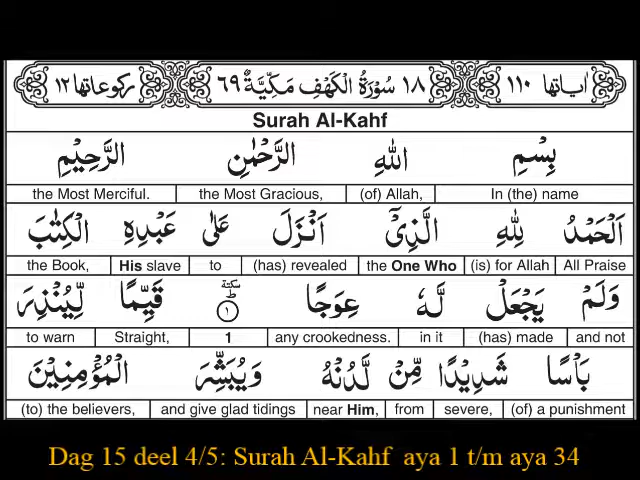 اٰيَاتُهَا ١١٠ ١٨ سُوْرَةُ الْكَهْفِ مَكِّيَّةٌ ٦٩ رُكُوْعَاتُهَا ١٢
Surah Al-Kahf
بِسْمِ اللّٰهِ الرَّحْمٰنِ الرَّحِيْمِ
In (the) name (of) Allah, the Most Gracious, the Most Merciful.
اَلْحَمْدُ لِلّٰهِ الَّذِىْٓ اَنْزَلَ عَلٰى عَبْدِهِ الْكِتٰبَ
All Praise (is) for Allah the One Who (has) revealed to His slave the Book,
وَلَمْ يَجْعَلْ لَّهٗ عِوَجًا سكتة ط ١ قَيِّمًا لِّيُنْذِرَ
and not (has) made in it any crookedness. 1 Straight, to warn
بَاْسًا شَدِيْدًا مِّنْ لَّدُنْهُ وَيُبَشِّرَ الْمُؤْمِنِيْنَ
(of) a punishment severe, from near Him, and give glad tidings (to) the believers,
Dag 15 deel 4/5: Surah Al-Kahf aya 1 t/m aya 34